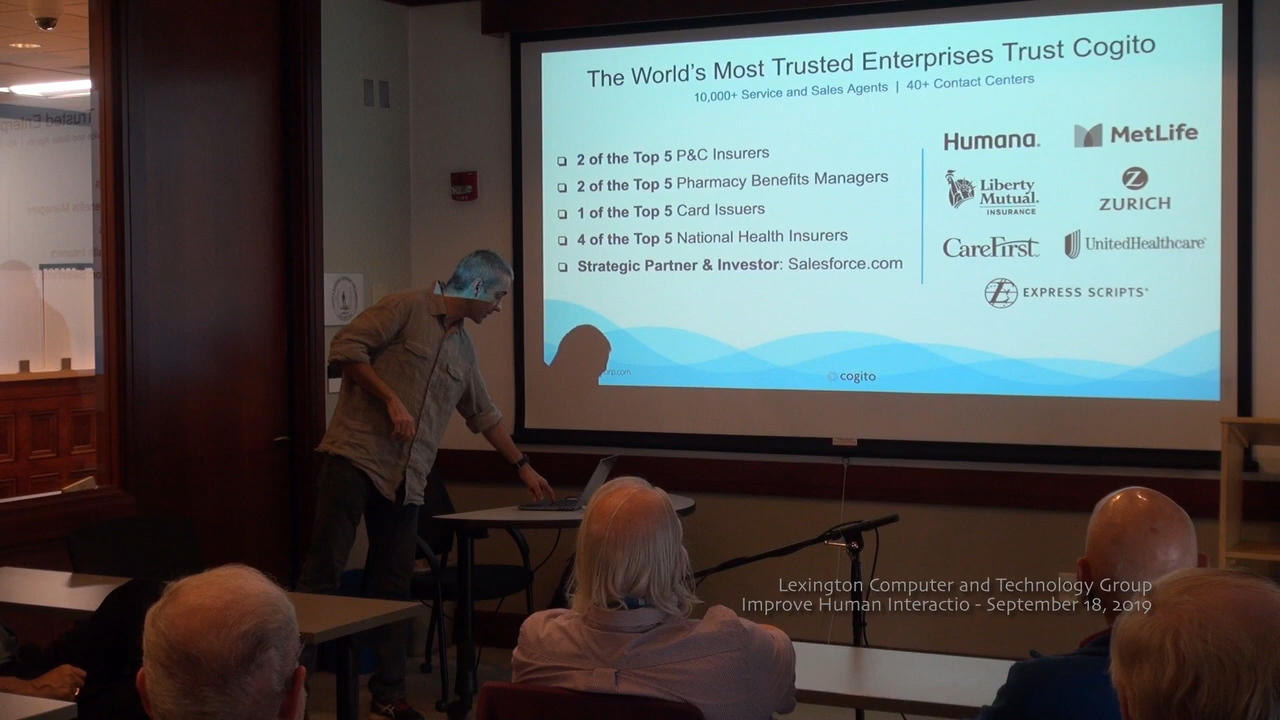 The World's Most Trusted Enterprises Trust Cogito
10,000+ Service and Sales Agents | 40+ Contact Centers
2 of the Top 5 P&C Insurers
2 of the Top 5 Pharmacy Benefits Managers
1 of the Top 5 Card Issuers
4 of the Top 5 National Health Insurers
Strategic Partner & Investor: Salesforce.com
Humana.
MetLife
Liberty
Mutual.
INSURANCE
ZURICH
CareFirst
UnitedHealthcare
EXPRESS SCRIPTS
cogito
Lexington Computer and Technology Group
Improve Human Interactio - September 18, 2019